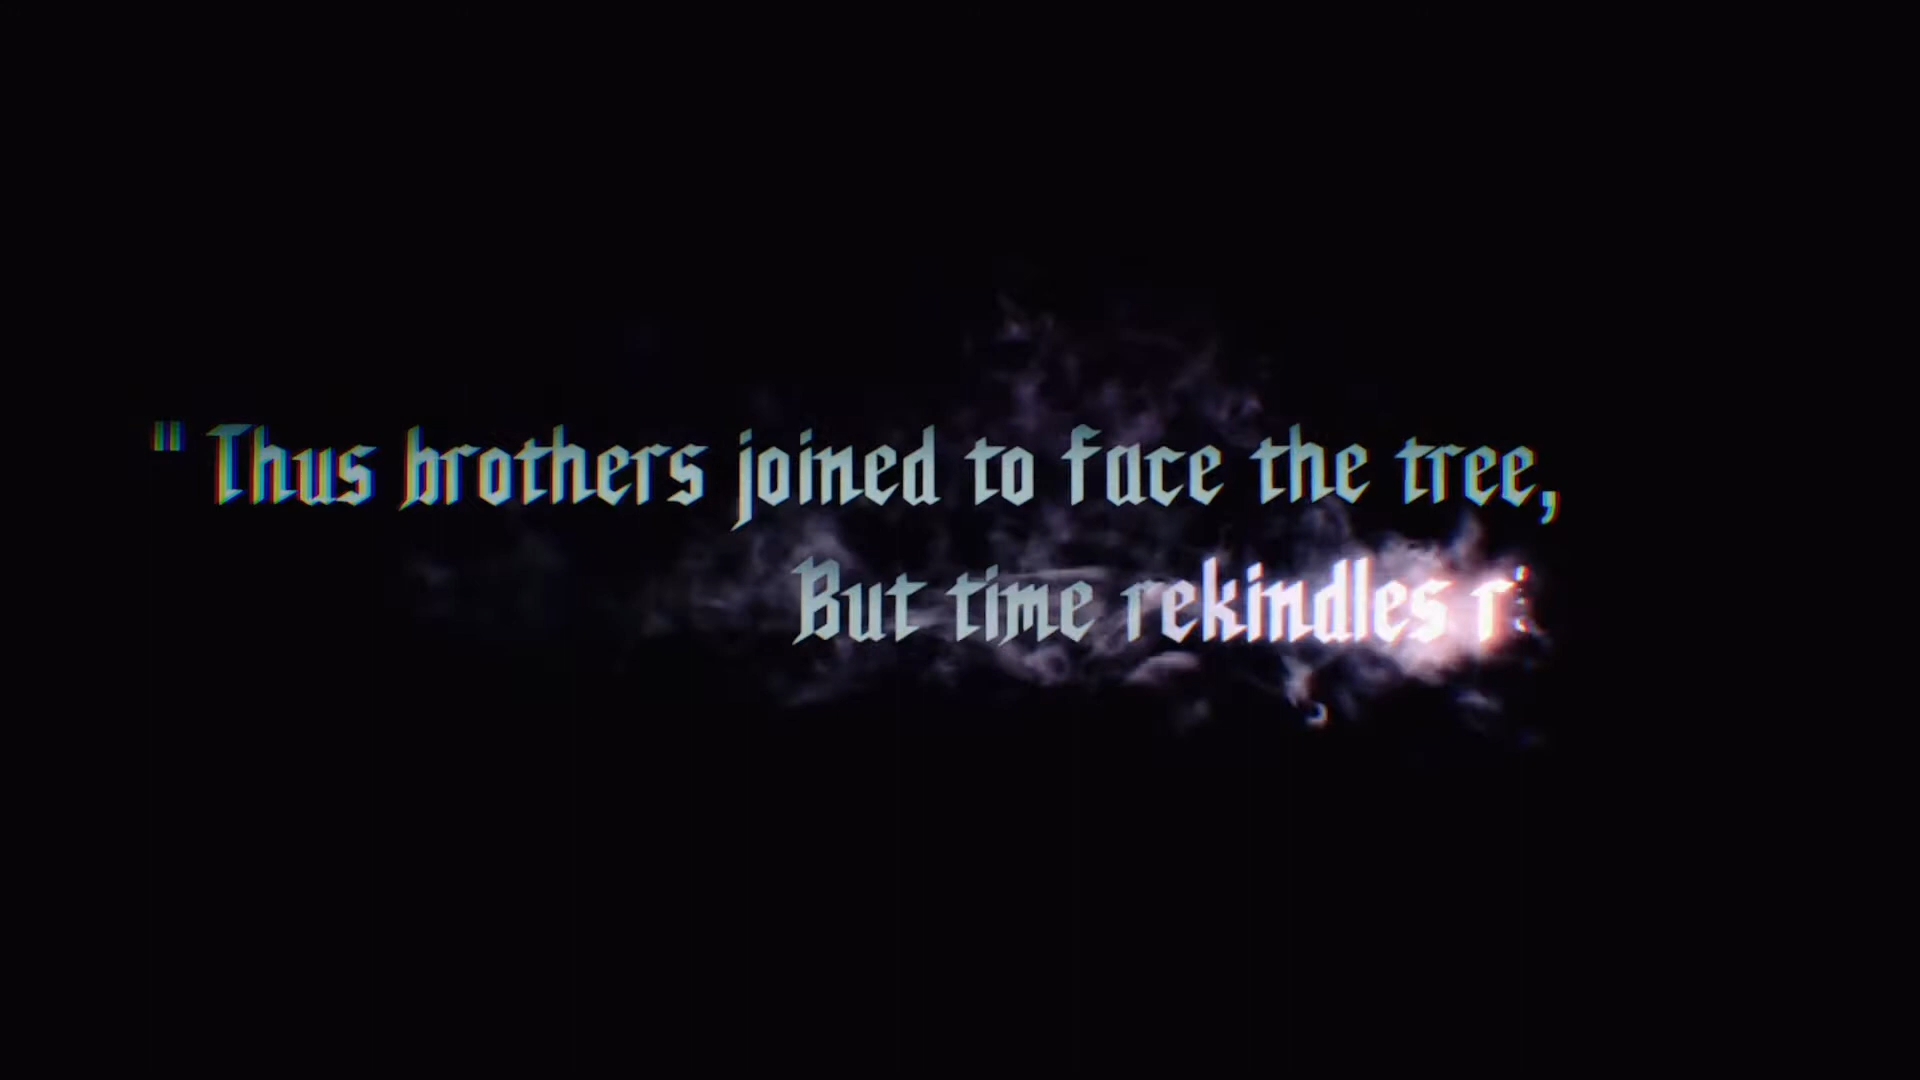 " Thus brothers joined to face the tree,
But time rekindles